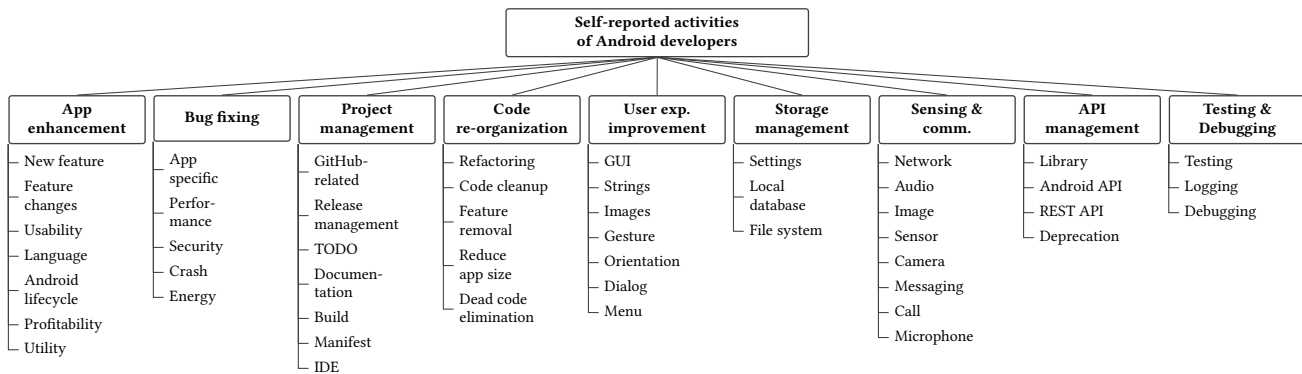 Self-reported activities
of Android developers
App
enhancement
New feature
Feature
changes
Usability
Language
Android
lifecycle
Profitability
Utility
Bug fixing
App
specific
Perfor-
mance
Security
Crash
Energy
Project
management
GitHub-
related
Release
management
TODO
Documen-
tation
Build
Manifest
IDE
Code
re-organization
Refactoring
Code cleanup
Feature
removal
Reduce
app size
Dead code
elimination
User exp.
improvement
GUI
Strings
Images
Gesture
Orientation
Dialog
Menu
Storage
management
Settings
Local
database
File system
Sensing &
comm.
Network
Audio
Image
Sensor
Camera
Messaging
Call
Microphone
API
management
Library
Android API
REST API
Deprecation
Testing &
Debugging
Testing
Logging
Debugging